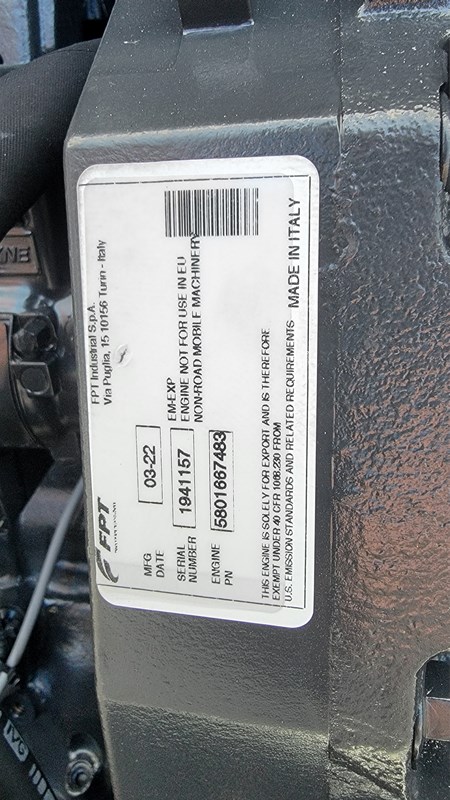 FPT
FPT Industrial S.p.A.
Via Puglia, 15 10156 Turin - Italy
MFG
DATE
03-22
EM-EXP
SERIAL
NUMBER
1941157
ENGINE NOT FOR USE IN EU
NON-ROAD MOBILE MACHINERY
ENGINE
PN
5801667483
THIS ENGINE IS SOLELY FOR EXPORT AND IS THEREFORE
EXEMPT UNDER 40 CFR 1068.230 FROM
U.S. EMISSION STANDARDS AND RELATED REQUIREMENTS
MADE IN ITALY